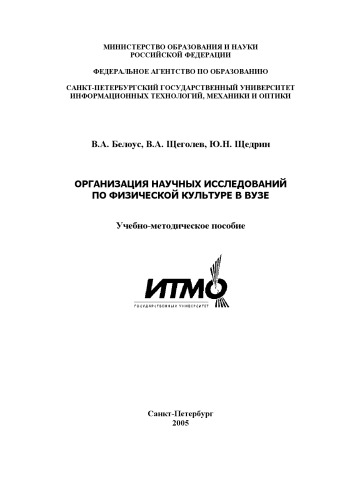 МИНИСТЕРСТВО ОБРАЗОВАНИЯ И НАУКИ
РОССИЙСКОЙ ФЕДЕРАЦИИ
ФЕДЕРАЛЬНОЕ АГЕНТСТВО ПО ОБРАЗОВАНИЮ
САНКТ-ПЕТЕРБУРГСКИЙ ГОСУДАРСТВЕННЫЙ УНИВЕРСИТЕТ
ИНФОРМАЦИОННЫХ ТЕХНОЛОГИЙ, МЕХАНИКИ И ОПТИКИ
В.А. Белоус, В.А. Щеголев, Ю.Н. Щедрин
ОРГАНИЗАЦИЯ НАУЧНЫХ ИССЛЕДОВАНИЙ
ПО ФИЗИЧЕСКОЙ КУЛЬТУРЕ В ВУЗЕ
Учебно-методическое пособие
ИТМО
ГОСУДАРСТВЕННЫЙ УНИВЕРСИТЕТ
Санкт-Петербург
2005